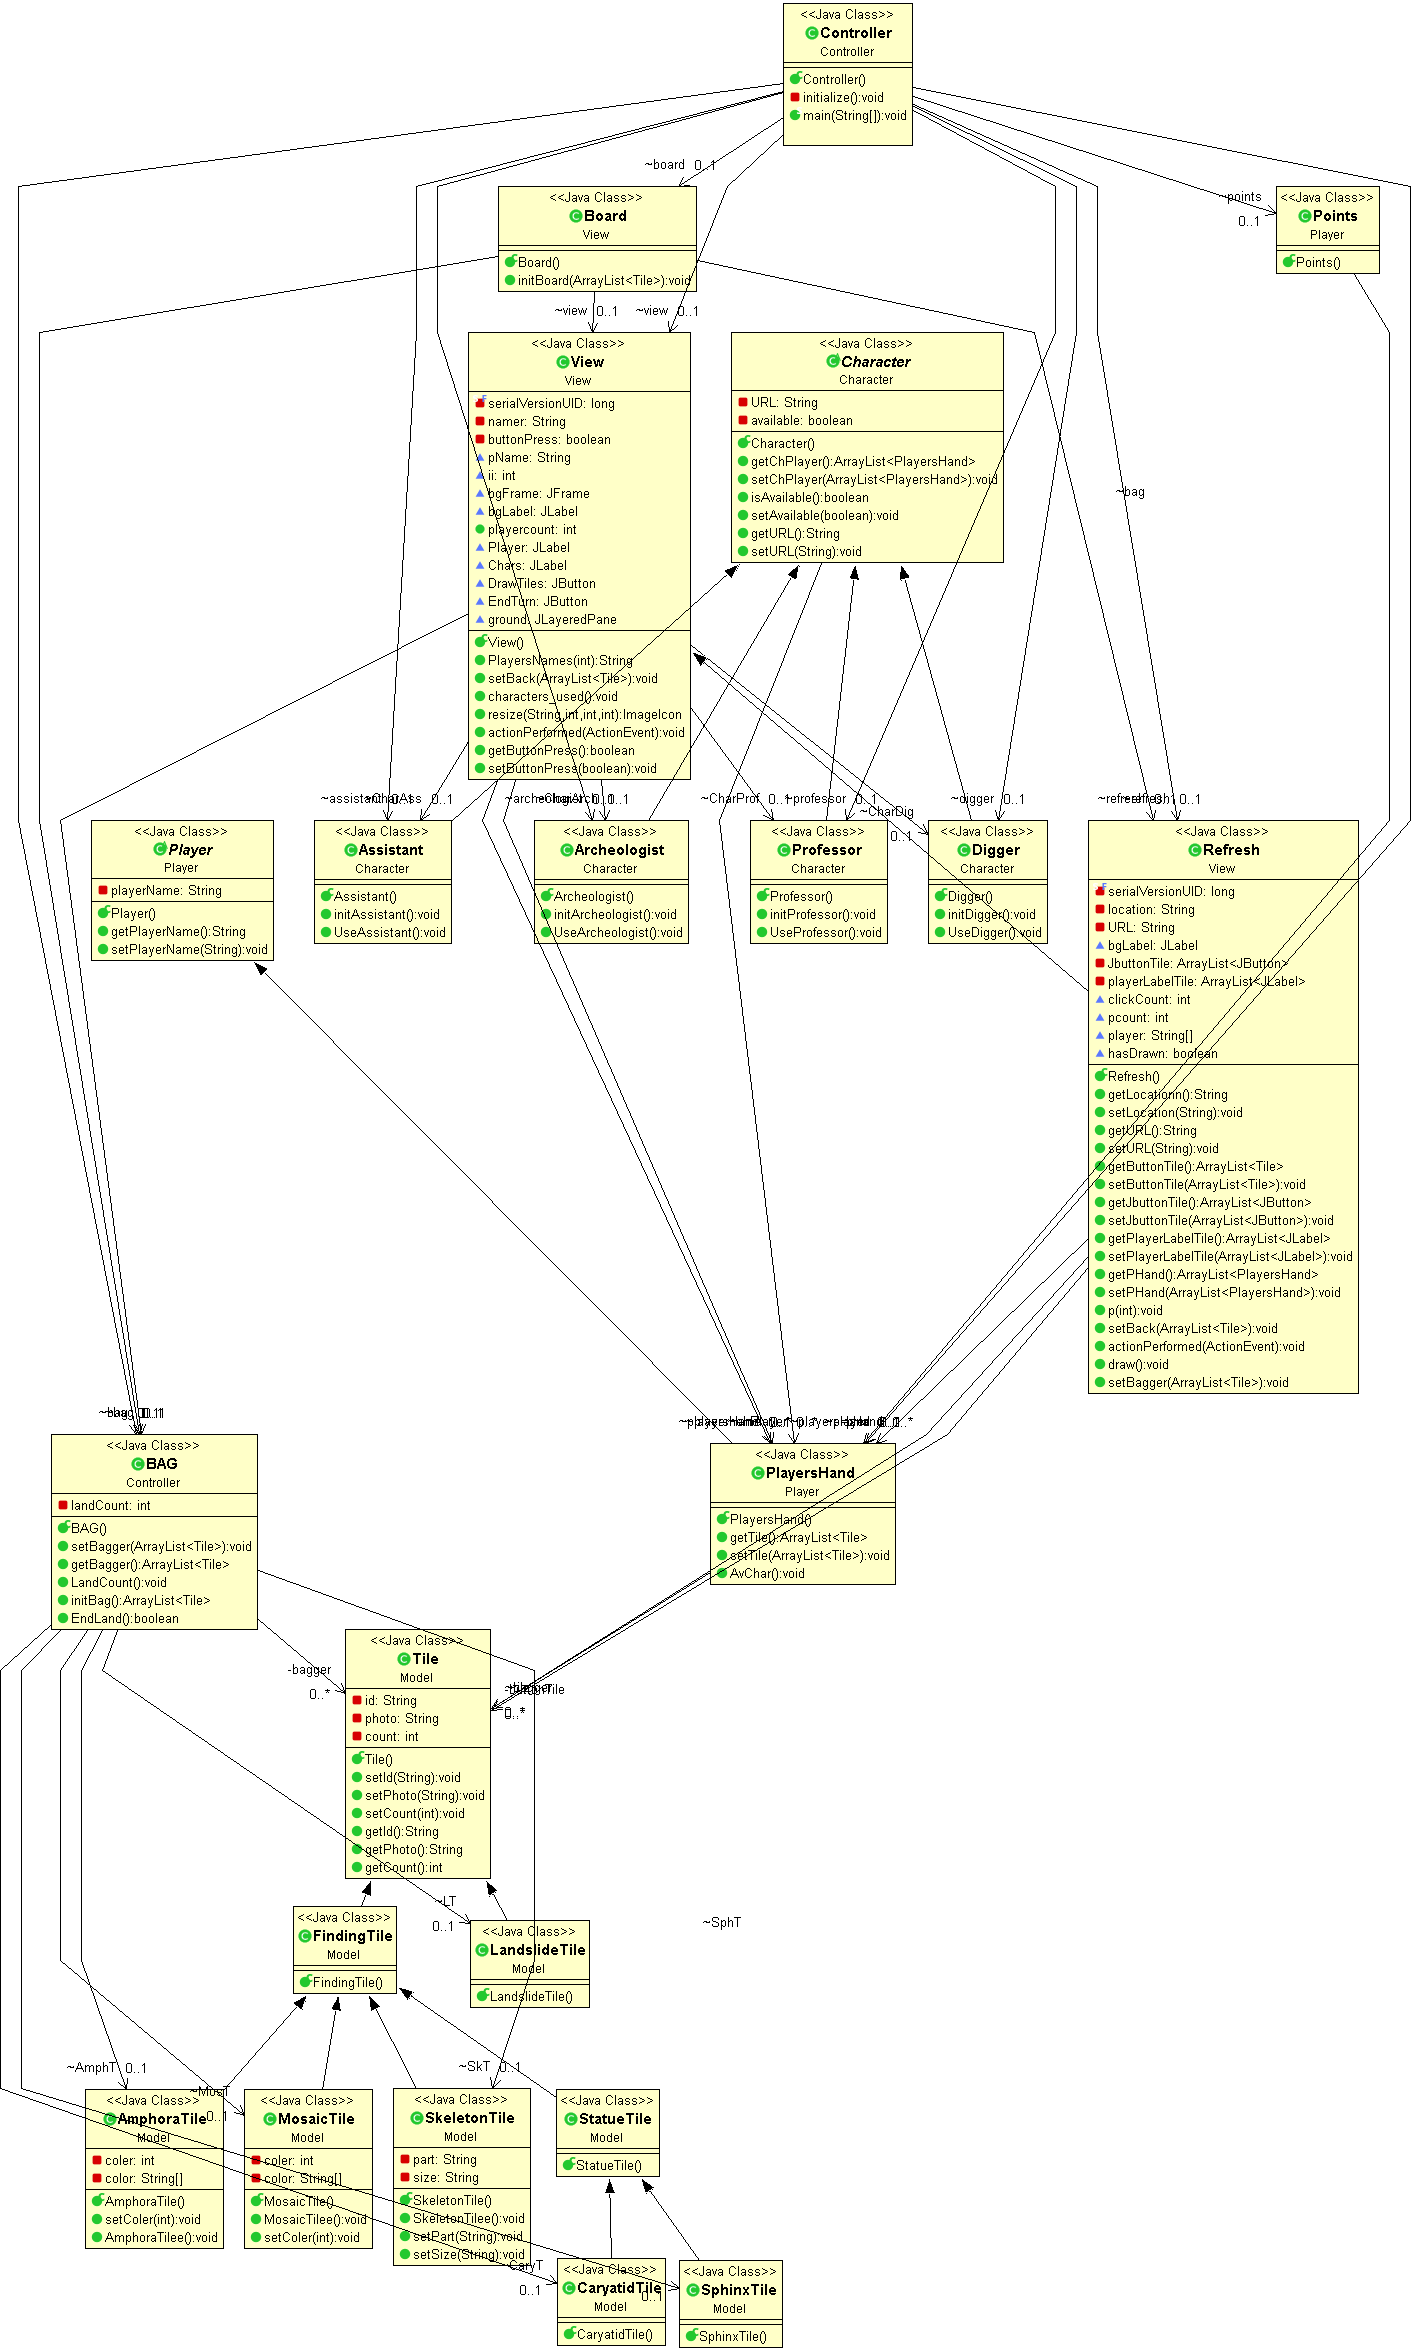 <<Java Class>>
Controller
Controller
Controller()
initialize():void
main(String[]):void
~board 0..1
<<Java Class>>
Board
View
Board()
initBoard(ArrayList<Tile>):void
~points
0..1
<<Java Class>>
Points
Player
Points()
~view 0..1
~view 0..1
<<Java Class>>
View
View
serialVersionUID: long
namer: String
buttonPress: boolean
pName: String
ii: int
bgFrame: JFrame
bgLabel: JLabel
playercount: int
Player: JLabel
Chars: JLabel
DrawTiles: JButton
EndTurn: JButton
ground: JLayeredPane
View()
PlayersNames(int):String
setBack(ArrayList<Tile>):void
characters_used():void
resize(String,int,int,int):ImageIcon
actionPerformed(ActionEvent):void
getButtonPress():boolean
setButtonPress(boolean):void
<<Java Class>>
Character
Character
URL: String
available: boolean
Character()
getChPlayer():ArrayList<PlayersHand>
setChPlayer(ArrayList<PlayersHand>):void
isAvailable():boolean
setAvailable(boolean):void
getURL():String
setURL(String):void
~bag
0..1
~CharProf 0..1
~professor 0..1
~CharDig
0..1
~digger 0..1
0..1
<<Java Class>>
Player
Player
playerName: String
Player()
getPlayerName():String
setPlayerName(String):void
<<Java Class>>
Assistant
Character
Assistant()
initAssistant():void
UseAssistant():void
<<Java Class>>
Archeologist
Character
Archeologist()
initArcheologist():void
UseArcheologist():void
<<Java Class>>
Professor
Character
Professor()
initProfessor():void
UseProfessor():void
<<Java Class>>
Digger
Character
Digger()
initDigger():void
UseDigger():void
<<Java Class>>
Refresh
View
serialVersionUID: long
location: String
URL: String
bgLabel: JLabel
JbuttonTile: ArrayList<JButton>
playerLabelTile: ArrayList<JLabel>
clickCount: int
pcount: int
player: String[]
hasDrawn: boolean
Refresh()
getLocationn():String
setLocation(String):void
getURL():String
setURL(String):void
getButtonTile():ArrayList<Tile>
setButtonTile(ArrayList<Tile>):void
getJbuttonTile():ArrayList<JButton>
setJbuttonTile(ArrayList<JButton>):void
getPlayerLabelTile():ArrayList<JLabel>
setPlayerLabelTile(ArrayList<JLabel>):void
getPHand():ArrayList<PlayersHand>
setPHand(ArrayList<PlayersHand>):void
p(int):void
setBack(ArrayList<Tile>):void
actionPerformed(ActionEvent):void
draw():void
setBagger(ArrayList<Tile>):void
<<Java Class>>
BAG
Controller
landCount: int
BAG()
setBagger(ArrayList<Tile>):void
getBagger():ArrayList<Tile>
LandCount():void
initBag():ArrayList<Tile>
EndLand():boolean
<<Java Class>>
PlayersHand
Player
PlayersHand()
getTile():ArrayList<Tile>
setTile(ArrayList<Tile>):void
AvChar():void
-bagger
0..*
<<Java Class>>
Tile
Model
id: String
photo: String
count: int
Tile()
setId(String):void
setPhoto(String):void
setCount(int):void
getId():String
getPhoto():String
getCount():int
0..*
~LT
0..1
~SphT
<<Java Class>>
FindingTile
Model
FindingTile()
<<Java Class>>
LandslideTile
Model
LandslideTile()
~AmphT 0..1
~MosT
0..1
~SkT 0..1
<<Java Class>>
AmphoraTile
Model
coler: int
color: String[]
AmphoraTile()
setColer(int):void
AmphoraTilee():void
<<Java Class>>
MosaicTile
Model
coler: int
color: String[]
MosaicTile()
MosaicTilee():void
setColer(int):void
<<Java Class>>
SkeletonTile
Model
part: String
size: String
SkeletonTile()
SkeletonTilee():void
setPart(String):void
setSize(String):void
<<Java Class>>
StatueTile
Model
StatueTile()
~CaryT
0..1
<<Java Class>>
CaryatidTile
Model
CaryatidTile()
0..1
<<Java Class>>
SphinxTile
Model
SphinxTile()